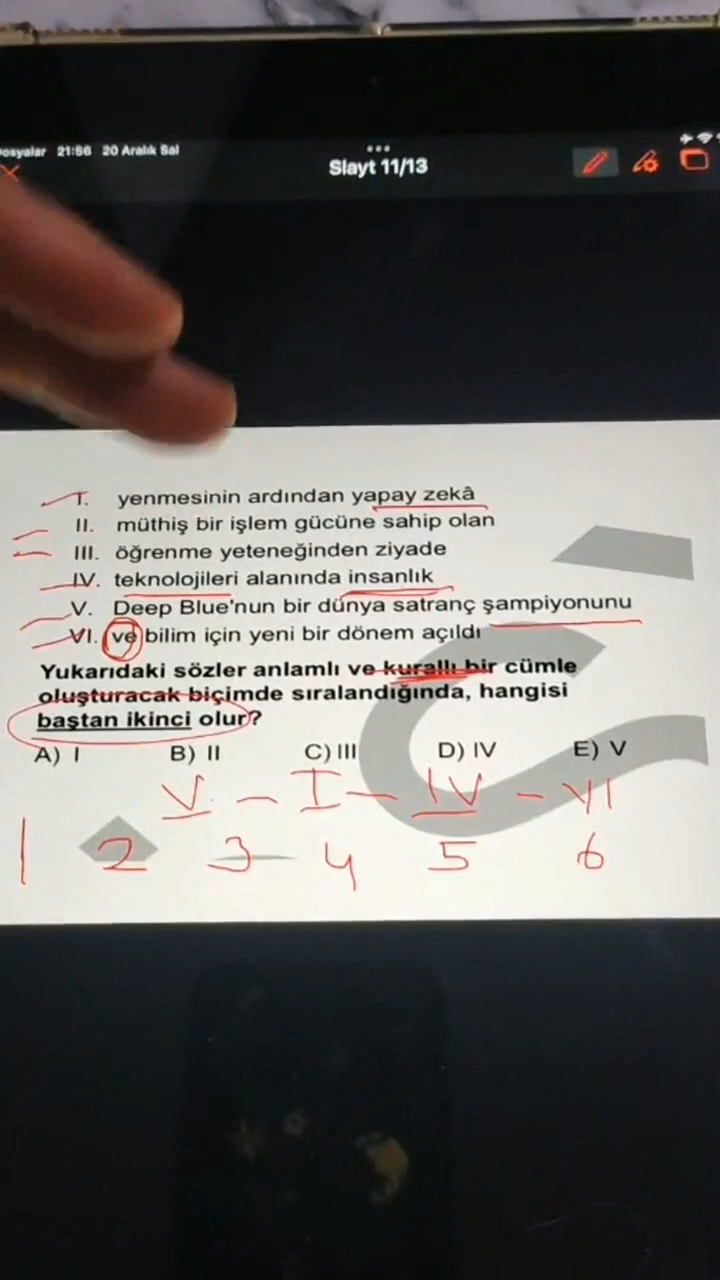 osyalar 21:56 20 Aralık Sal
Slayt 11/13
I. yenmesinin ardından yapay zekâ
II. müthiş bir işlem gücüne sahip olan
III. öğrenme yeteneğinden ziyade
IV. teknolojileri alanında insanlık
V. Deep Blue'nun bir dünya satranç şampiyonunu
VI. ve bilim için yeni bir dönem açıldı
Yukarıdaki sözler anlamlı ve kurallı bir cümle
oluşturacak biçimde sıralandığında, hangisi
baştan ikinci olur?
A) I B) II C) III D) IV E) V
V - I - IV - VI
1 2 3 4 5 6